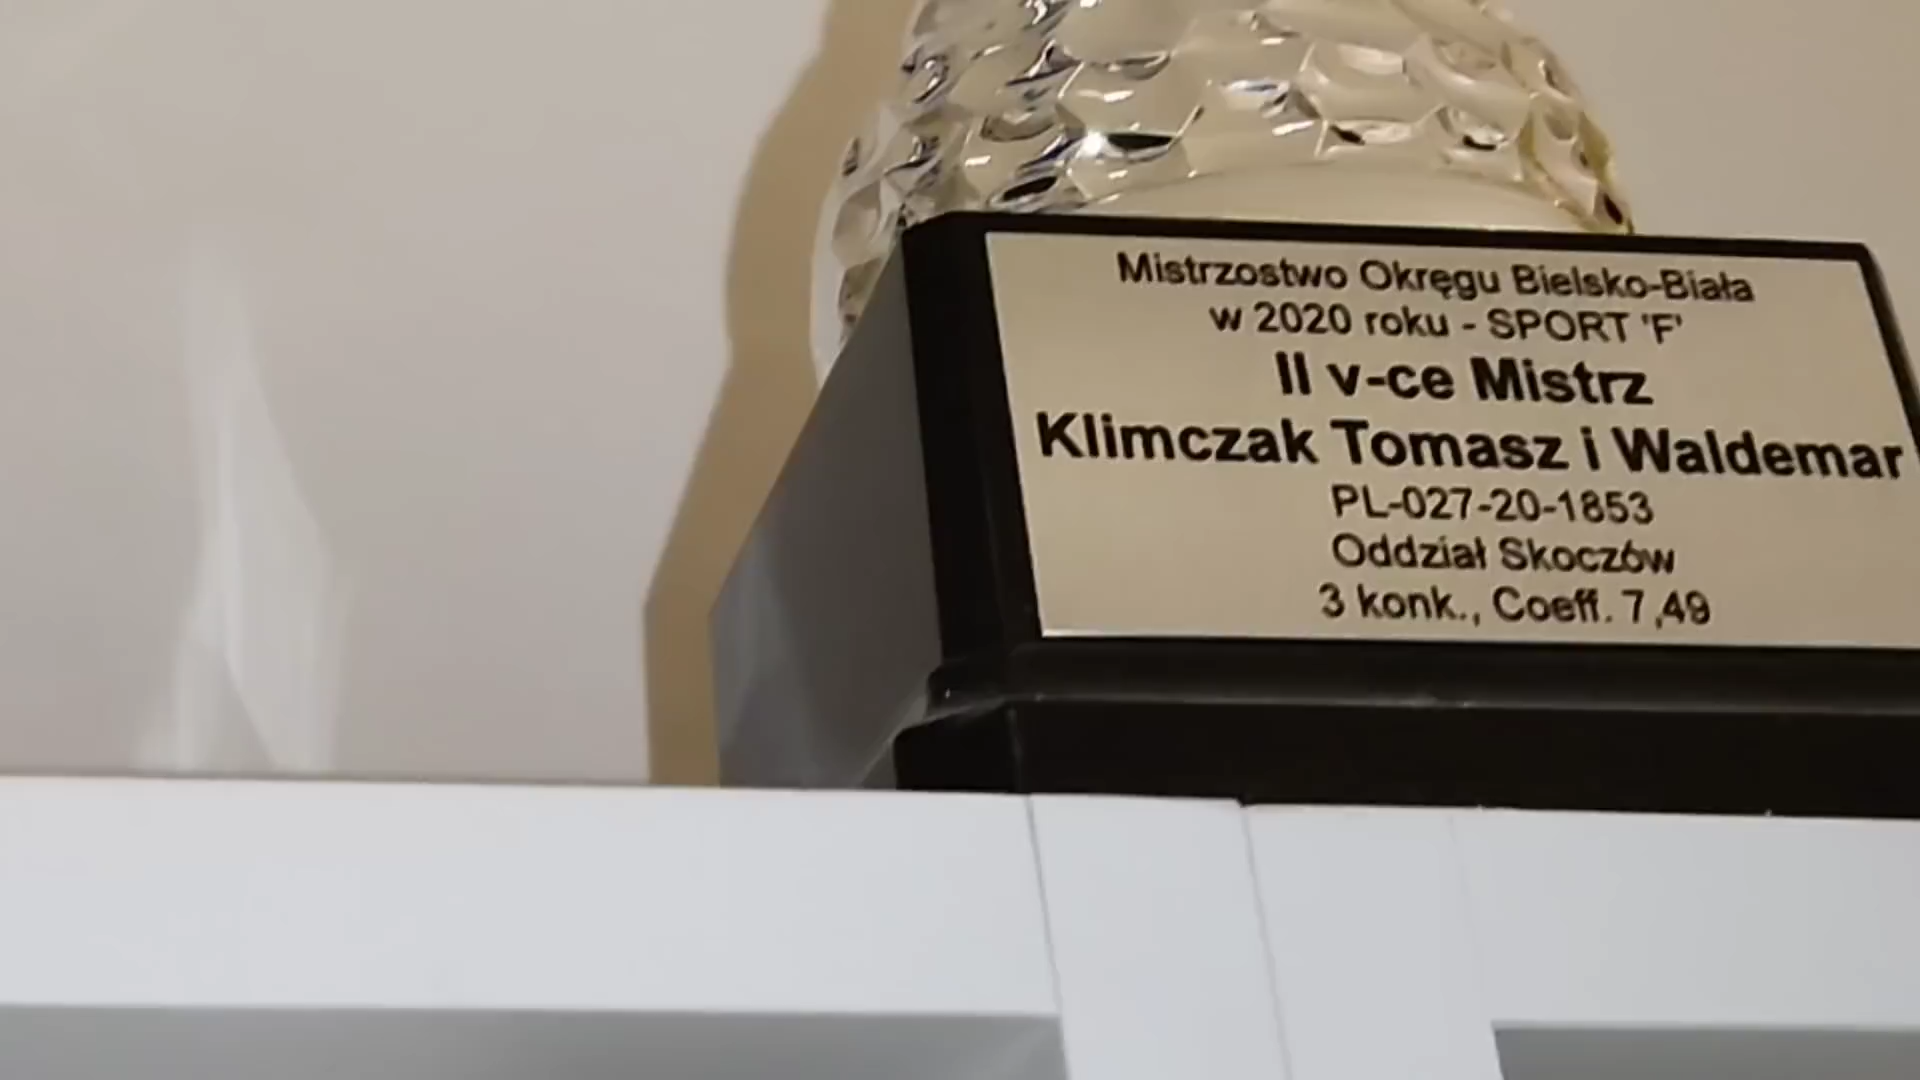 Mistrzostwo Okręgu Bielsko-Biała
w 2020 roku - SPORT 'F'
II v-ce Mistrz
Klimczak Tomasz i Waldemar
PL-027-20-1853
Oddział Skoczów
3 konk., Coeff. 7,49